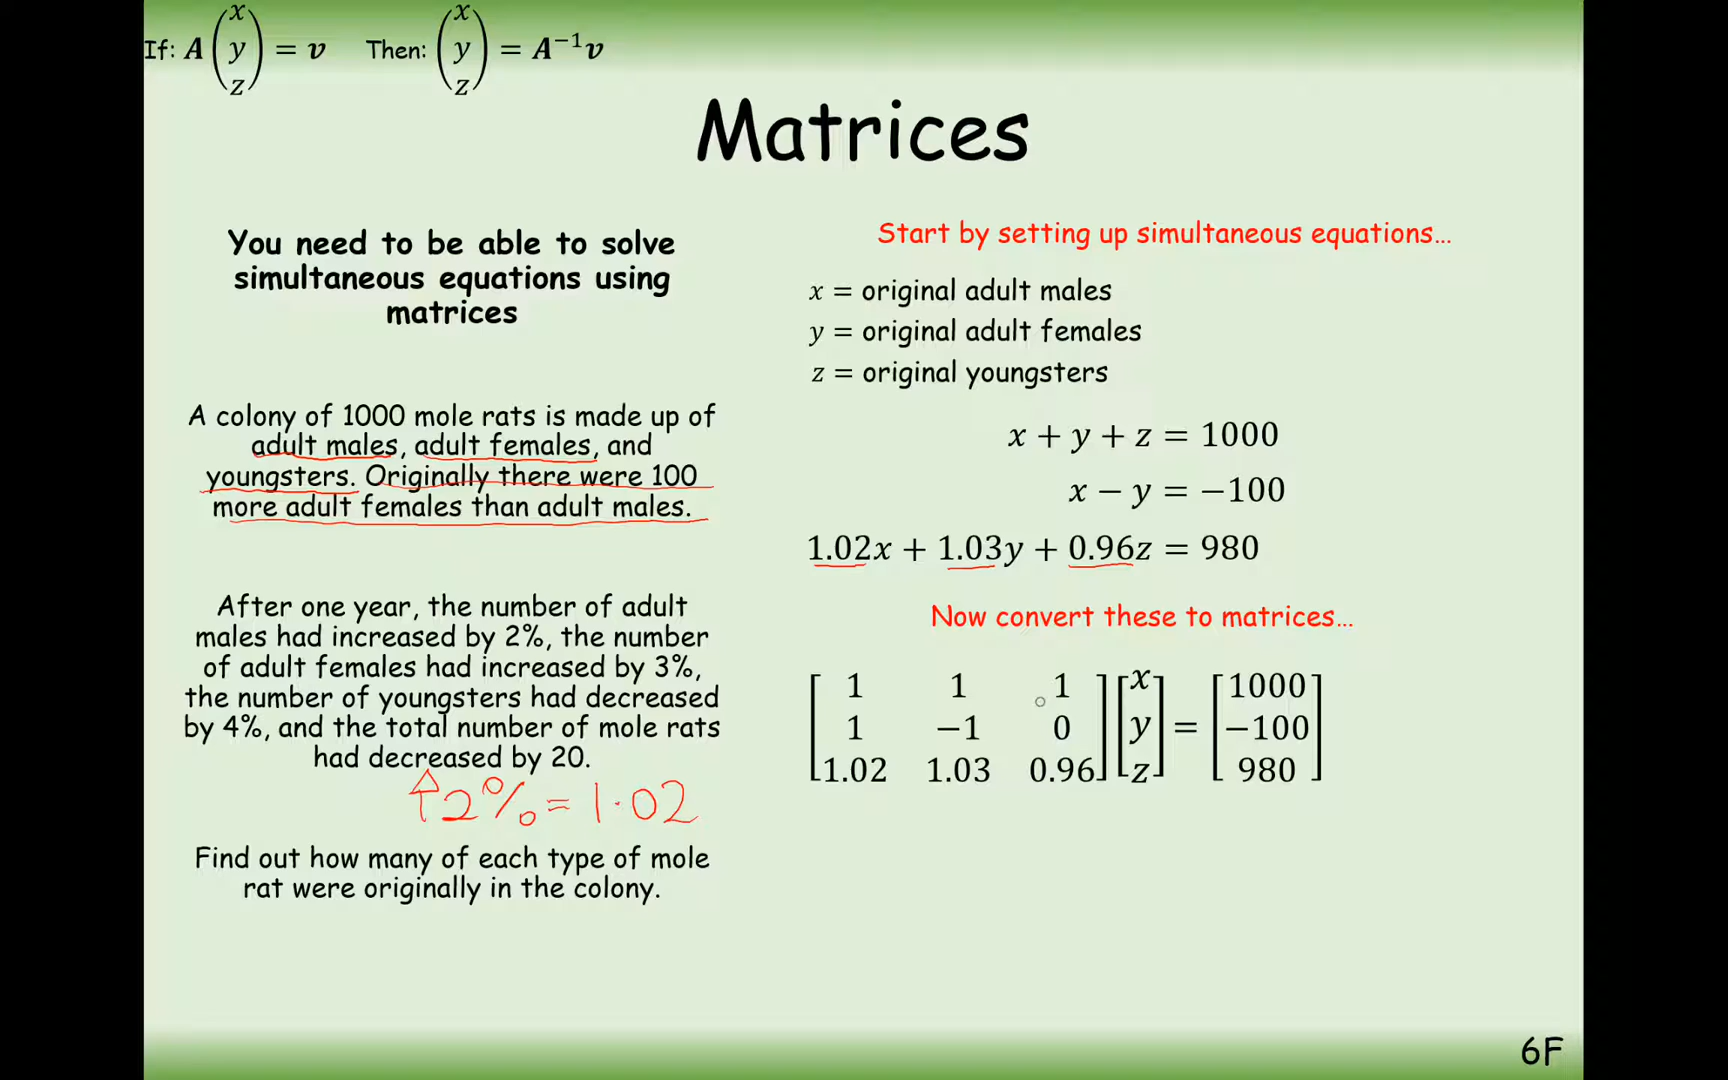 If: A (x y z) = v Then: (x y z) = A⁻¹v
Matrices
You need to be able to solve
simultaneous equations using
matrices
A colony of 1000 mole rats is made up of
adult males, adult females, and
youngsters. Originally there were 100
more adult females than adult males.
After one year, the number of adult
males had increased by 2%, the number
of adult females had increased by 3%,
the number of youngsters had decreased
by 4%, and the total number of mole rats
had decreased by 20.
↑2% = 1·02
Find out how many of each type of mole
rat were originally in the colony.
Start by setting up simultaneous equations...
x = original adult males
y = original adult females
z = original youngsters
x + y + z = 1000
x − y = −100
1.02x + 1.03y + 0.96z = 980
Now convert these to matrices...
[1 1 1] [x] [1000]
[1 −1 0] [y] = [−100]
[1.02 1.03 0.96] [z] [980]
6F